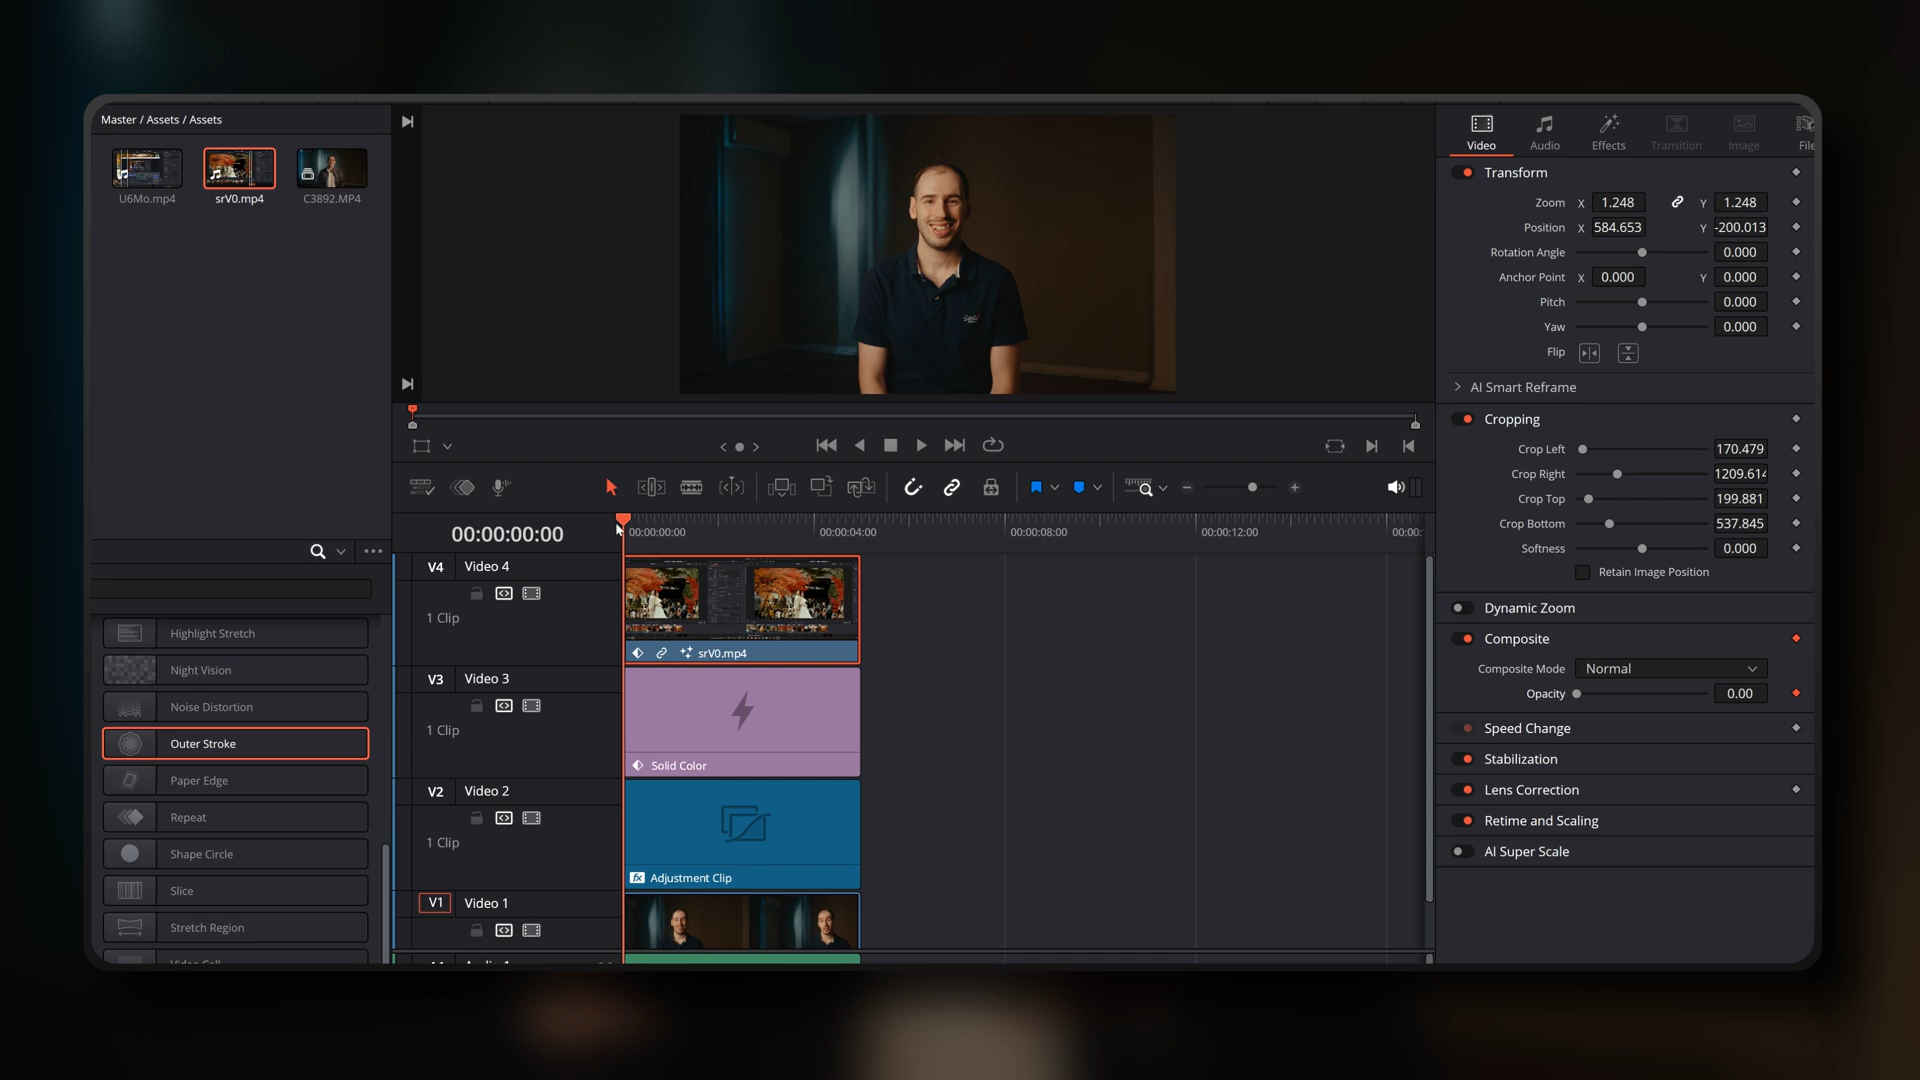 Master / Assets / Assets
U6Mo.mp4
srV0.mp4
C3892.MP4
Highlight Stretch
Night Vision
Noise Distortion
Outer Stroke
Paper Edge
Repeat
Shape Circle
Slice
Stretch Region
00:00:00:00
00:00:00:00
00:00:04:00
00:00:08:00
00:00:12:00
00:00:
V4 Video 4
1 Clip
srV0.mp4
V3 Video 3
1 Clip
Solid Color
V2 Video 2
1 Clip
Adjustment Clip
V1 Video 1
Video
Audio
Effects
Transition
Image
File
Transform
Zoom X 1.248 Y 1.248
Position X 584.653 Y -200.013
Rotation Angle 0.000
Anchor Point X 0.000 Y 0.000
Pitch 0.000
Yaw 0.000
Flip
AI Smart Reframe
Cropping
Crop Left 170.479
Crop Right 1209.614
Crop Top 199.881
Crop Bottom 537.845
Softness 0.000
Retain Image Position
Dynamic Zoom
Composite
Composite Mode Normal
Opacity 0.00
Speed Change
Stabilization
Lens Correction
Retime and Scaling
AI Super Scale